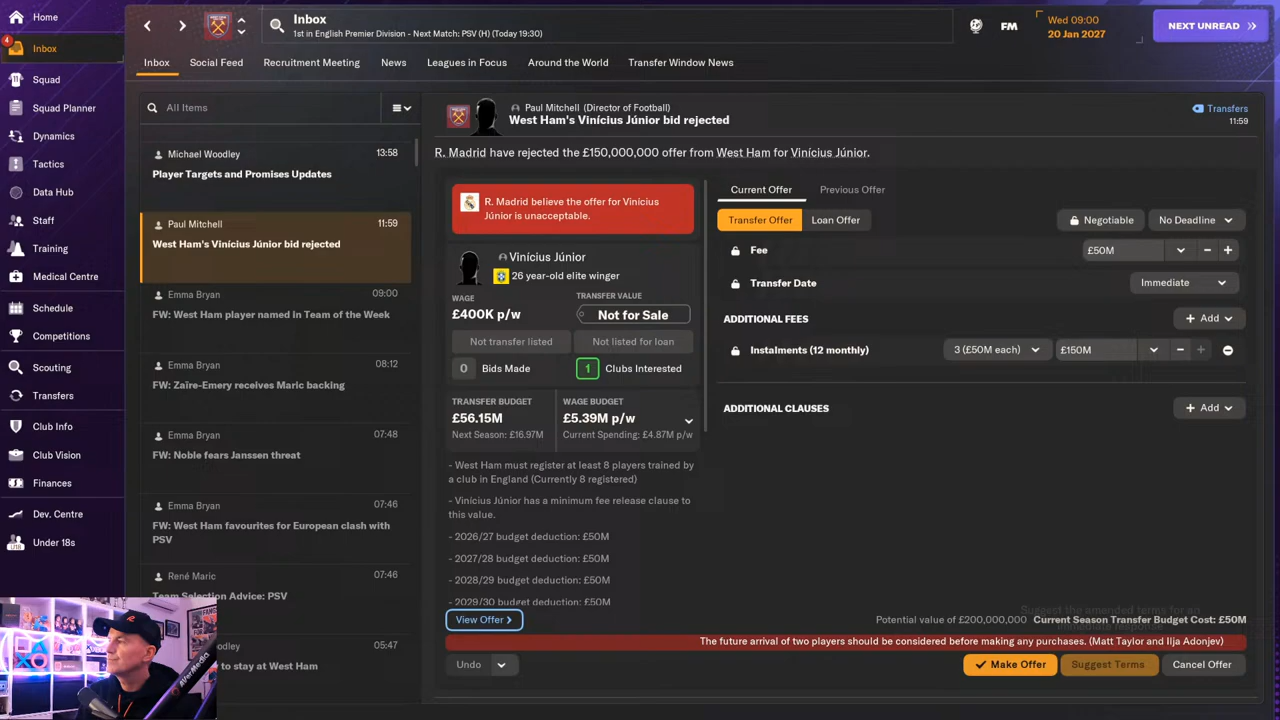 Home
4
Inbox
Squad
Squad Planner
Dynamics
Tactics
Data Hub
Staff
Training
Medical Centre
Schedule
Competitions
Scouting
Transfers
Club Info
Club Vision
Finances
Dev. Centre
Under 18s
U18
Inbox
1st in English Premier Division - Next Match: PSV (H) (Today 19:30)
FM
Wed 09:00
20 Jan 2027
NEXT UNREAD
Inbox
Social Feed
Recruitment Meeting
News
Leagues in Focus
Around the World
Transfer Window News
All Items
Michael Woodley
13:58
Player Targets and Promises Updates
Paul Mitchell
11:59
West Ham's Vinícius Júnior bid rejected
Emma Bryan
09:00
FW: West Ham player named in Team of the Week
Emma Bryan
08:12
FW: Zaïre-Emery receives Maric backing
Emma Bryan
07:48
FW: Noble fears Janssen threat
Emma Bryan
07:46
FW: West Ham favourites for European clash with
PSV
René Maric
07:46
Team Selection Advice: PSV
05:47
to stay at West Ham
Paul Mitchell (Director of Football)
West Ham's Vinícius Júnior bid rejected
Transfers
11:59
R. Madrid have rejected the £150,000,000 offer from West Ham for Vinícius Júnior.
R. Madrid believe the offer for Vinícius
Júnior is unacceptable.
Vinícius Júnior
26 year-old elite winger
WAGE
£400K p/w
TRANSFER VALUE
Not for Sale
Not transfer listed
Not listed for loan
0 Bids Made
1 Clubs Interested
TRANSFER BUDGET
£56.15M
Next Season: £16.97M
WAGE BUDGET
£5.39M p/w
Current Spending: £4.87M p/w
- West Ham must register at least 8 players trained by
a club in England (Currently 8 registered)
- Vinícius Júnior has a minimum fee release clause to
this value.
- 2026/27 budget deduction: £50M
- 2027/28 budget deduction: £50M
- 2028/29 budget deduction: £50M
- 2029/30 budget deduction: £50M
View Offer
Current Offer
Previous Offer
Transfer Offer
Loan Offer
Negotiable
No Deadline
Fee
£50M
Transfer Date
Immediate
ADDITIONAL FEES
Add
Instalments (12 monthly)
3 (£50M each)
£150M
ADDITIONAL CLAUSES
Add
Suggest the amended terms for an
Potential value of £200,000,000 Current Season Transfer Budget Cost: £50M
The future arrival of two players should be considered before making any purchases. (Matt Taylor and Ilja Adonjev)
Undo
Make Offer
Suggest Terms
Cancel Offer